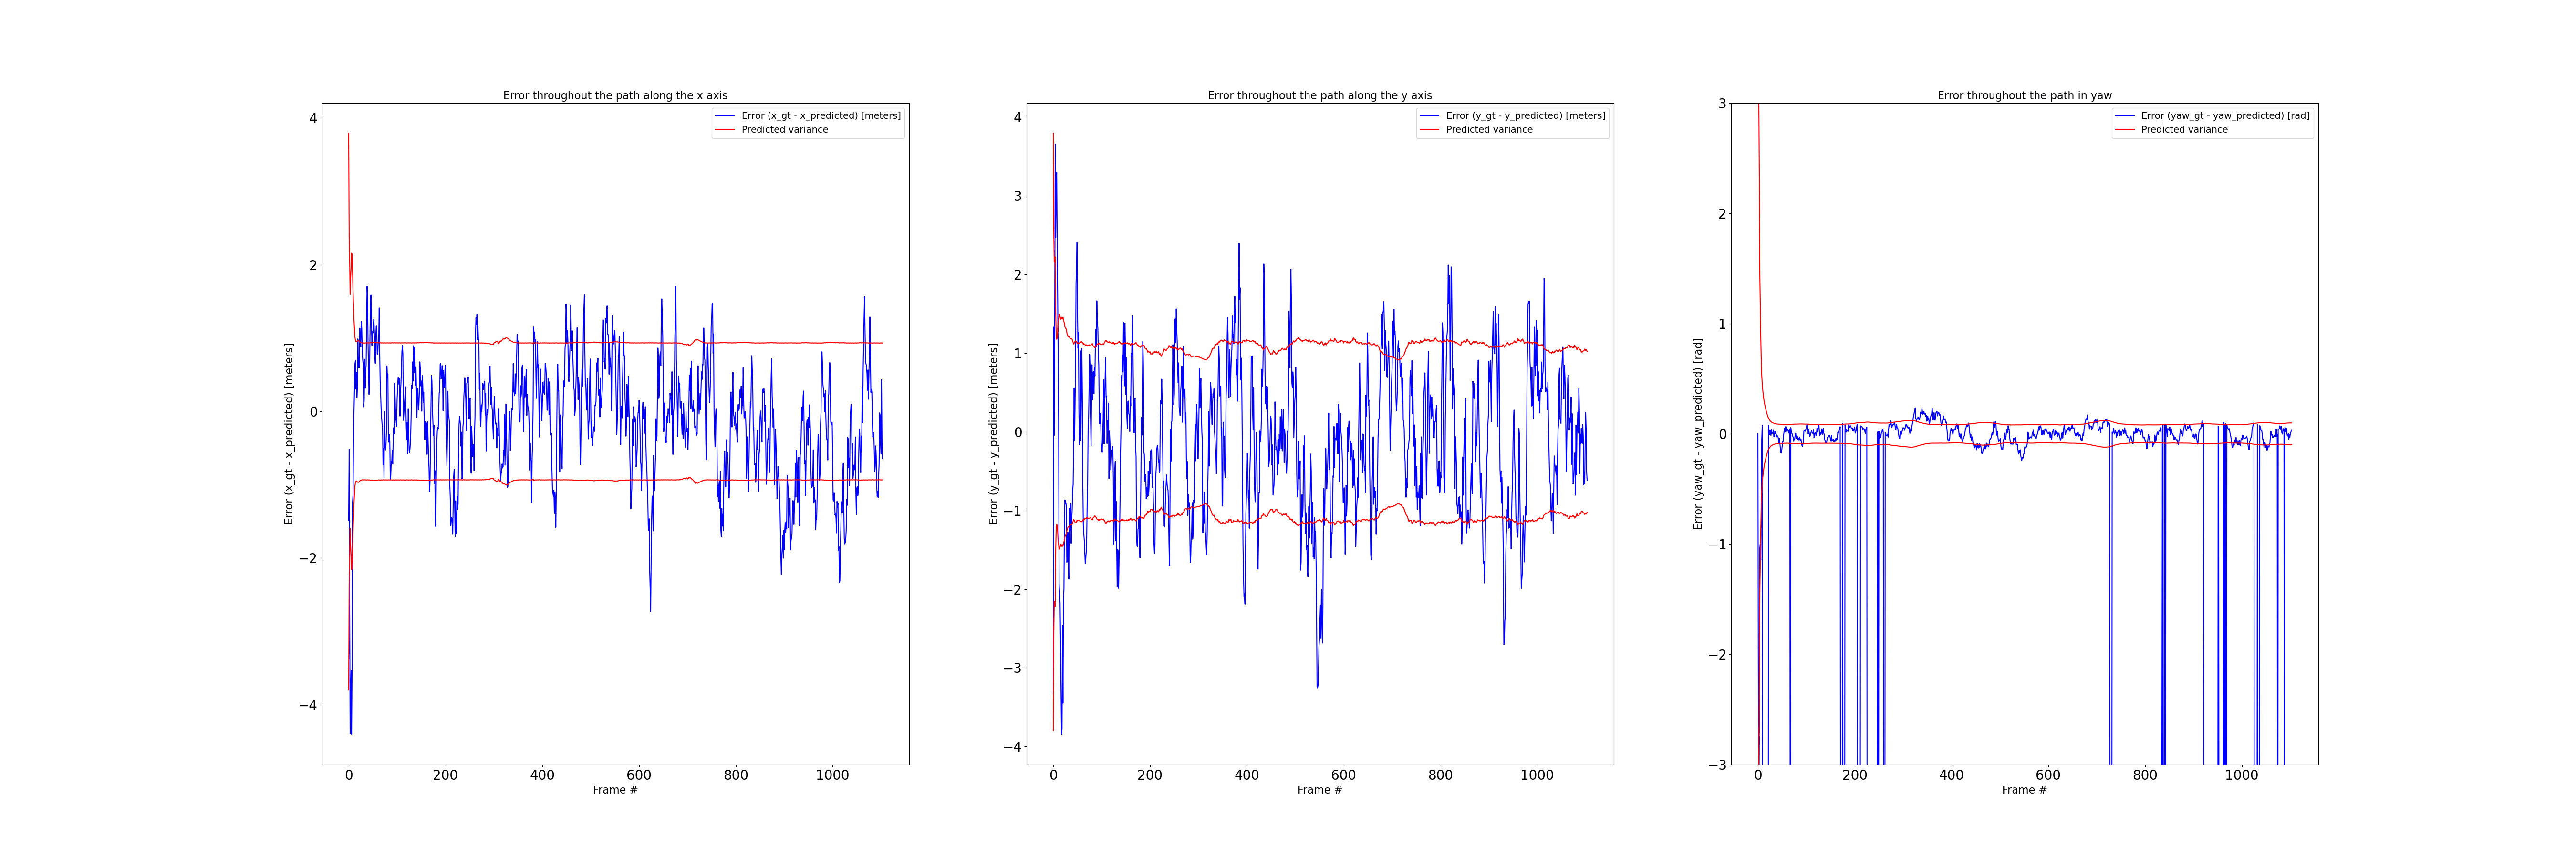 Error throughout the path along the x axis
Error (x_gt - x_predicted) [meters]
Predicted variance
4
2
0
−2
−4
Error (x_gt - x_predicted) [meters]
0 200 400 600 800 1000
Frame #
Error throughout the path along the y axis
Error (y_gt - y_predicted) [meters]
Predicted variance
4
3
2
1
0
−1
−2
−3
−4
Error (y_gt - y_predicted) [meters]
0 200 400 600 800 1000
Frame #
Error throughout the path in yaw
Error (yaw_gt - yaw_predicted) [rad]
Predicted variance
3
2
1
0
−1
−2
−3
Error (yaw_gt - yaw_predicted) [rad]
0 200 400 600 800 1000
Frame #